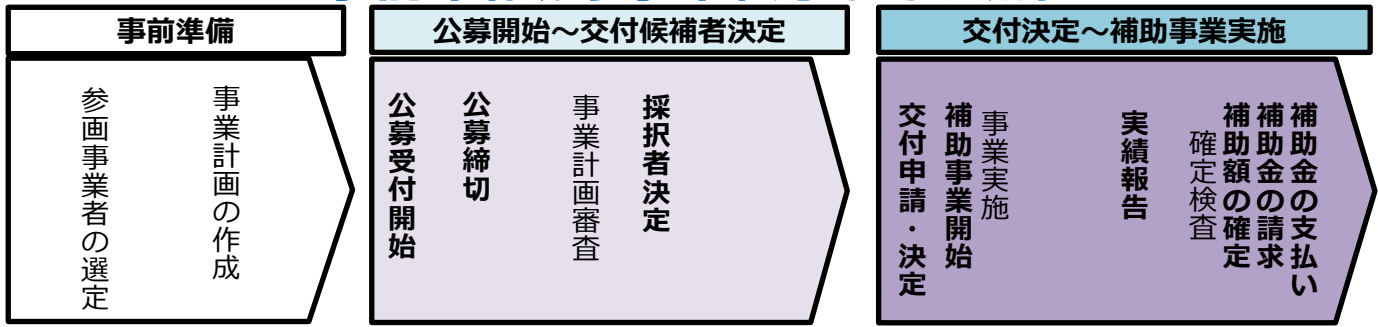 事前準備
参画事業者の選定
事業計画の作成
公募開始～交付候補者決定
公募受付開始
公募締切
事業計画審査
採択者決定
交付決定～補助事業実施
交付申請・決定
補助事業開始
事業実施
実績報告
確定検査
補助額の確定
補助金の請求
補助金の支払い